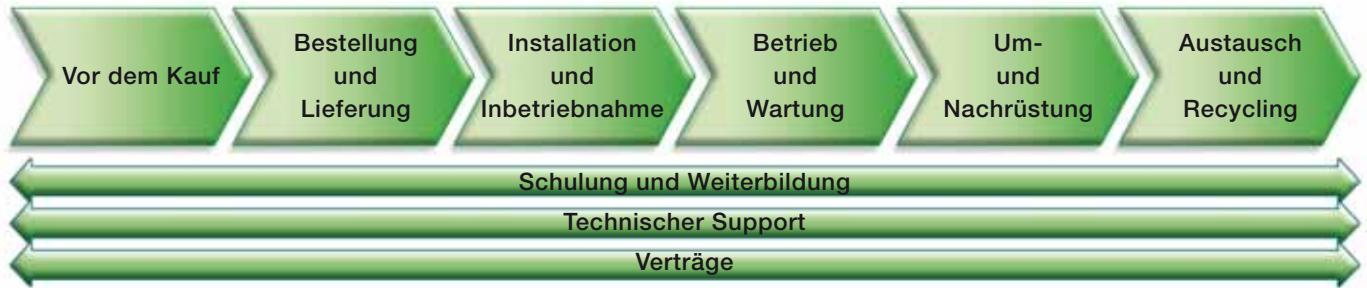 Vor dem Kauf
Bestellung
und
Lieferung
Installation
und
Inbetriebnahme
Betrieb
und
Wartung
Um-
und
Nachrüstung
Austausch
und
Recycling
Schulung und Weiterbildung
Technischer Support
Verträge